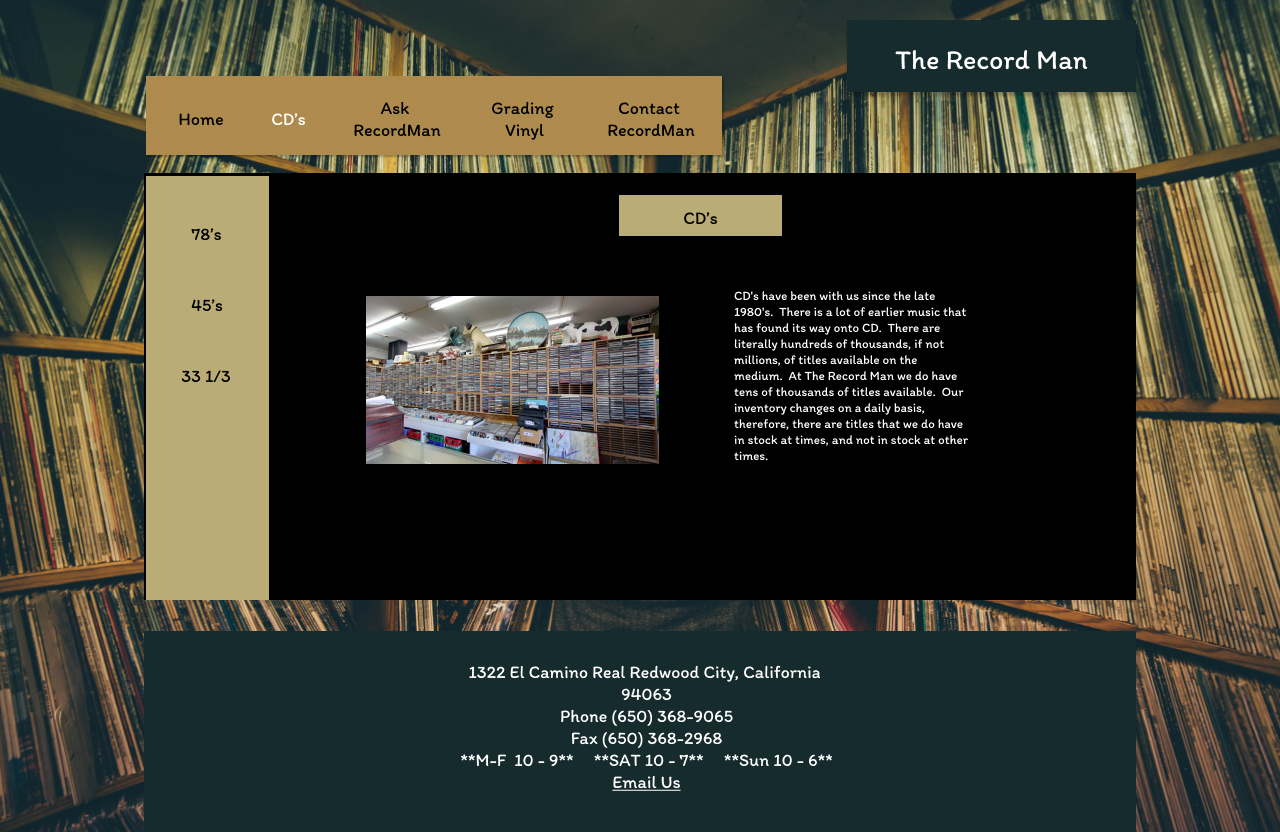 The Record Man
Home
CD's
Ask
RecordMan
Grading
Vinyl
Contact
RecordMan
78's
45's
33 1/3
CD's
CD's have been with us since the late
1980's.  There is a lot of earlier music that
has found its way onto CD.  There are
literally hundreds of thousands, if not
millions, of titles available on the
medium.  At The Record Man we do have
tens of thousands of titles available.  Our
inventory changes on a daily basis,
therefore, there are titles that we do have
in stock at times, and not in stock at other
times.
1322 El Camino Real Redwood City, California
94063
Phone (650) 368-9065
Fax (650) 368-2968
**M-F  10 - 9**     **SAT 10 - 7**     **Sun 10 - 6**
Email Us